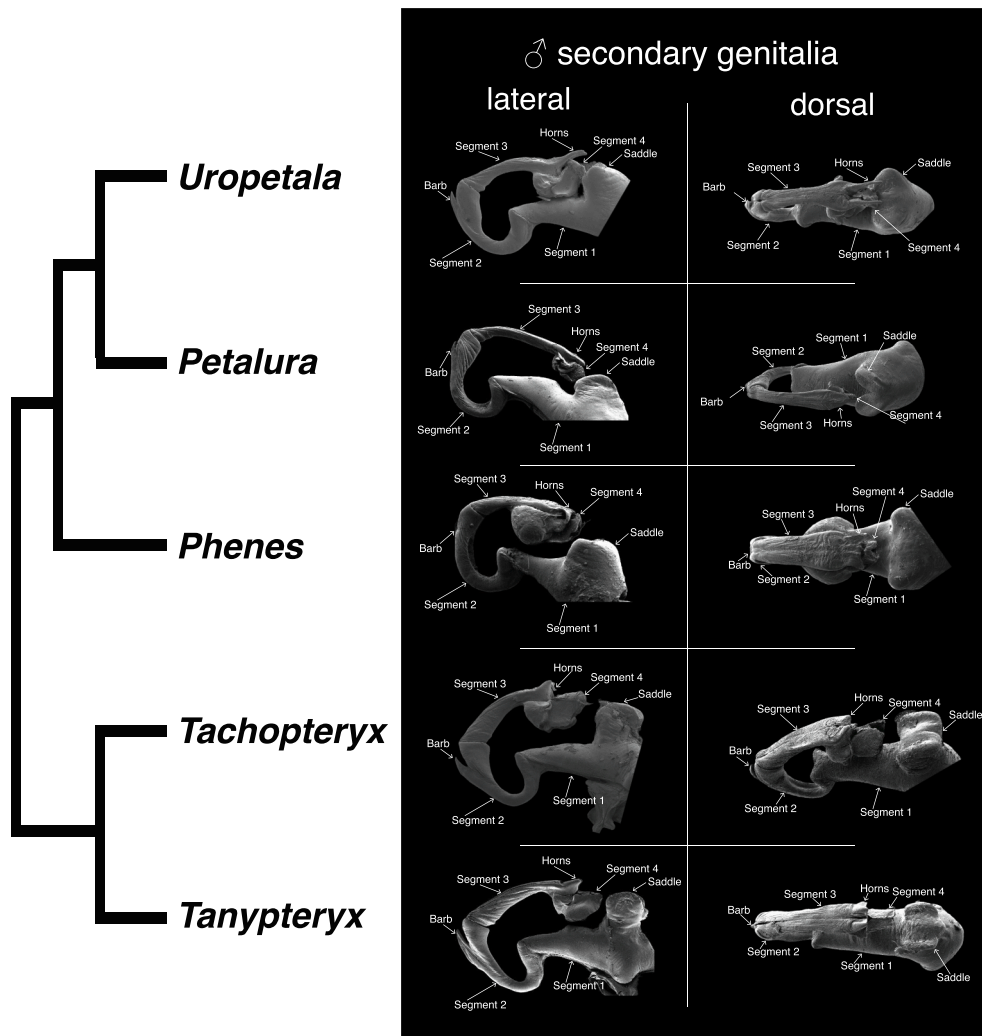 ♂ secondary genitalia
lateral
dorsal
Uropetala
Horns
Segment 4
Segment 3
Saddle
Barb
Segment 1
Segment 2
Segment 3
Horns
Saddle
Barb
Segment 2
Segment 1
Segment 4
Petalura
Segment 3
Horns
Segment 4
Saddle
Barb
Segment 2
Segment 1
Segment 1
Saddle
Segment 2
Barb
Segment 4
Segment 3
Horns
Phenes
Segment 3
Horns
Segment 4
Saddle
Barb
Segment 2
Segment 1
Segment 4
Saddle
Horns
Segment 3
Barb
Segment 2
Segment 1
Tachopteryx
Horns
Segment 3
Segment 4
Saddle
Barb
Segment 1
Segment 2
Horns
Segment 4
Segment 3
Saddle
Barb
Segment 2
Segment 1
Tanypteryx
Horns
Segment 4
Segment 3
Saddle
Barb
Segment 1
Segment 2
Segment 3
Horns
Segment 4
Barb
Segment 2
Segment 1
Saddle